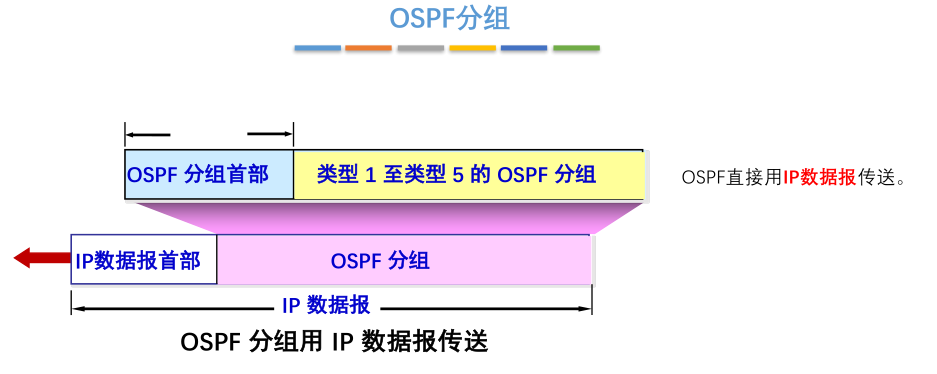 OSPF分组
OSPF 分组首部
类型 1 至类型 5 的 OSPF 分组
OSPF直接用IP数据报传送。
IP数据报首部
OSPF 分组
IP 数据报
OSPF 分组用 IP 数据报传送